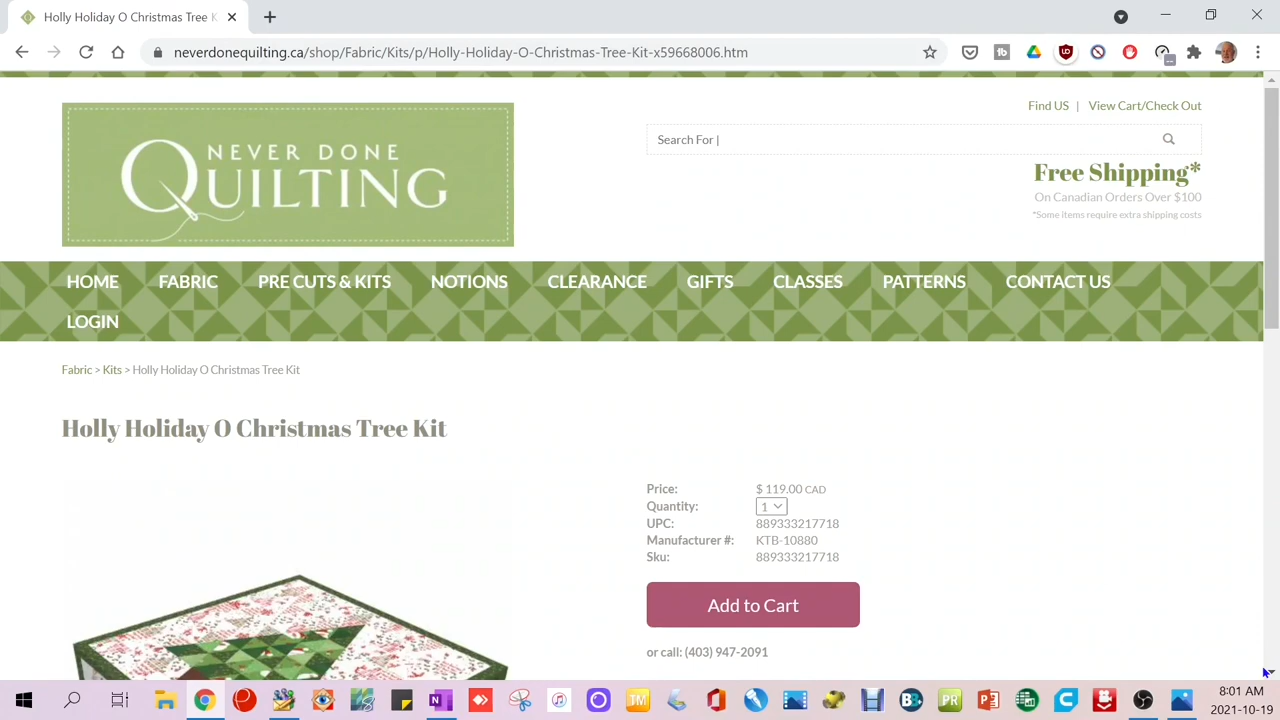 Holly Holiday O Christmas Tree K
neverdonequilting.ca/shop/Fabric/Kits/p/Holly-Holiday-O-Christmas-Tree-Kit-x59668006.htm
Find US | View Cart/Check Out
NEVER DONE
QUILTING
Search For |
Free Shipping*
On Canadian Orders Over $100
*Some items require extra shipping costs
HOME FABRIC PRE CUTS & KITS NOTIONS CLEARANCE GIFTS CLASSES PATTERNS CONTACT US
LOGIN
Fabric > Kits > Holly Holiday O Christmas Tree Kit
Holly Holiday O Christmas Tree Kit
Price: $ 119.00 CAD
Quantity: 1
UPC: 889333217718
Manufacturer #: KTB-10880
Sku: 889333217718
Add to Cart
or call: (403) 947-2091
8:01 AM
2021-10-19